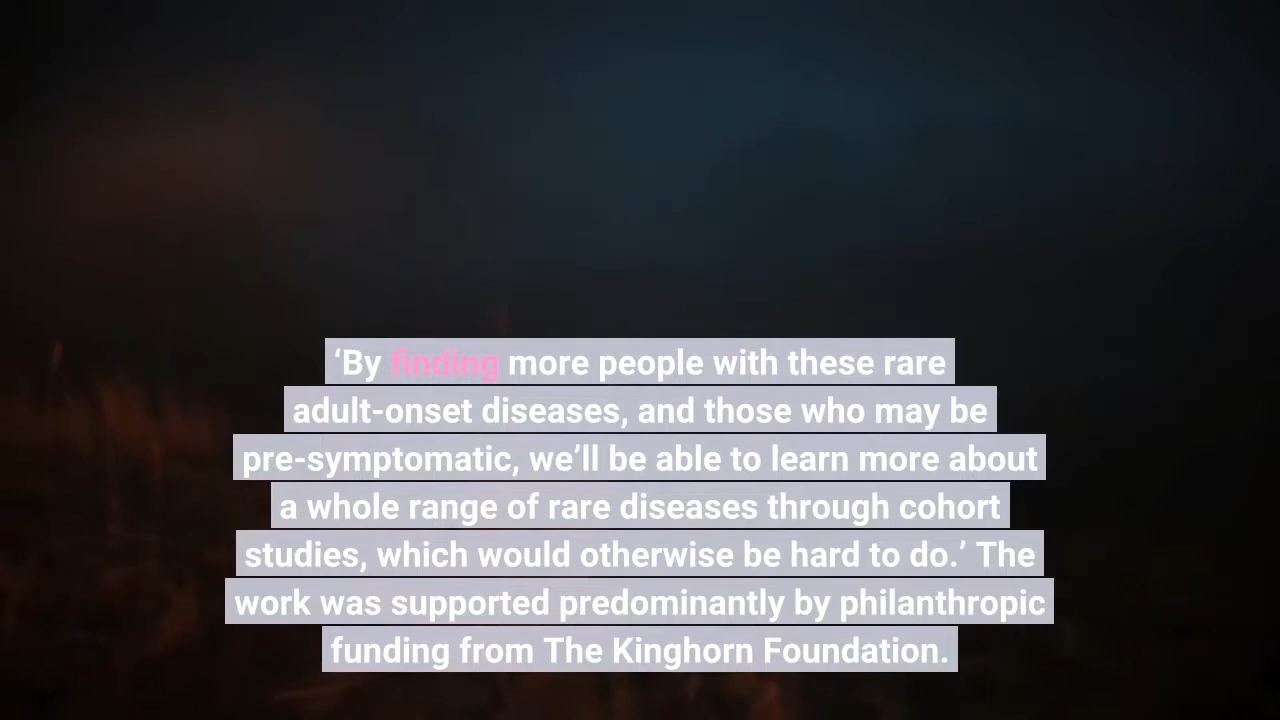 ‘By finding more people with these rare
adult-onset diseases, and those who may be
pre-symptomatic, we’ll be able to learn more about
a whole range of rare diseases through cohort
studies, which would otherwise be hard to do.’ The
work was supported predominantly by philanthropic
funding from The Kinghorn Foundation.